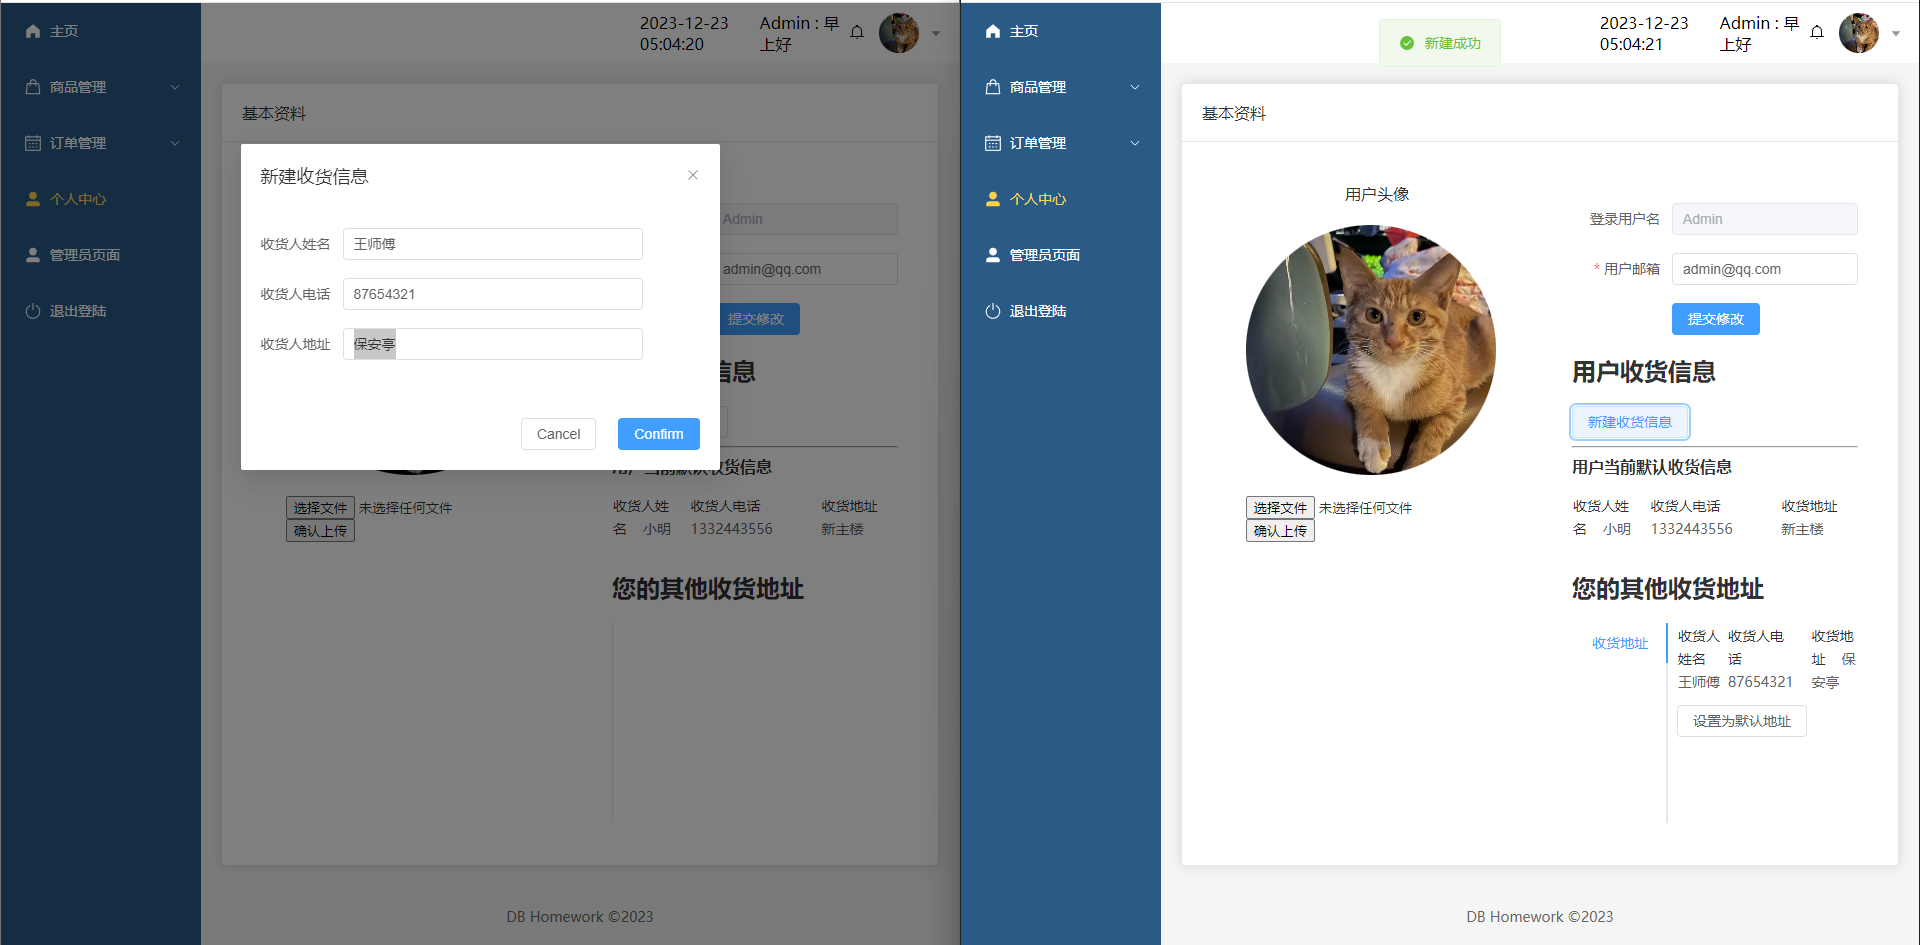 主页
商品管理
订单管理
个人中心
管理员页面
退出登陆
2023-12-23
05:04:20
Admin : 早
上好
基本资料
新建收货信息
收货人姓名 王师傅
收货人电话 87654321
收货人地址 保安亭
Cancel Confirm
Admin
admin@qq.com
提交修改
信息
用户当前默认收货信息
收货人姓
名 小明
收货人电话
1332443556
收货地址
新主楼
选择文件 未选择任何文件
确认上传
您的其他收货地址
DB Homework ©2023
主页
商品管理
订单管理
个人中心
管理员页面
退出登陆
新建成功
2023-12-23
05:04:21
Admin : 早
上好
基本资料
用户头像
选择文件 未选择任何文件
确认上传
登录用户名 Admin
* 用户邮箱 admin@qq.com
提交修改
用户收货信息
新建收货信息
用户当前默认收货信息
收货人姓
名 小明
收货人电话
1332443556
收货地址
新主楼
您的其他收货地址
收货地址
收货人
姓名
王师傅
收货人电
话
87654321
收货地
址 保
安亭
设置为默认地址
DB Homework ©2023